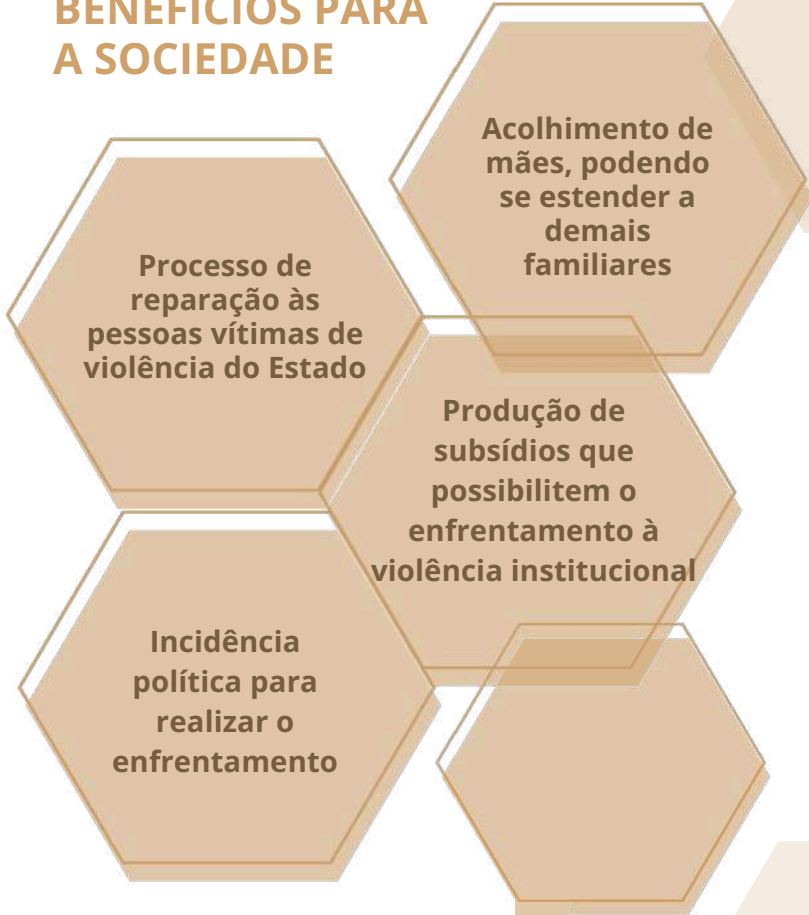 BENEFÍCIOS PARA
A SOCIEDADE
Acolhimento de
mães, podendo
se estender a
demais
familiares
Processo de
reparação às
pessoas vítimas de
violência do Estado
Produção de
subsídios que
possibilitem o
enfrentamento à
violência institucional
Incidência
política para
realizar o
enfrentamento